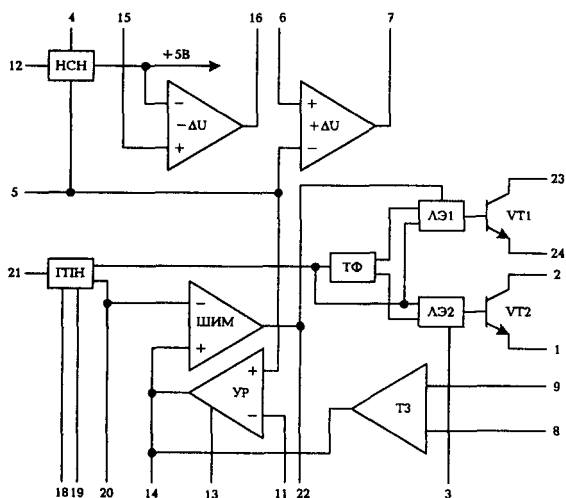 4 15 16 6 7
12 НСН +5В
− −ΔU +
+ +ΔU −
5
23
ЛЭ1 VT1
24
21 ГПН ТФ
2
ЛЭ2 VT2
− ШИМ +
1
+ УР −
ТЗ
9
8
18 19 20 14 13 11 22 3